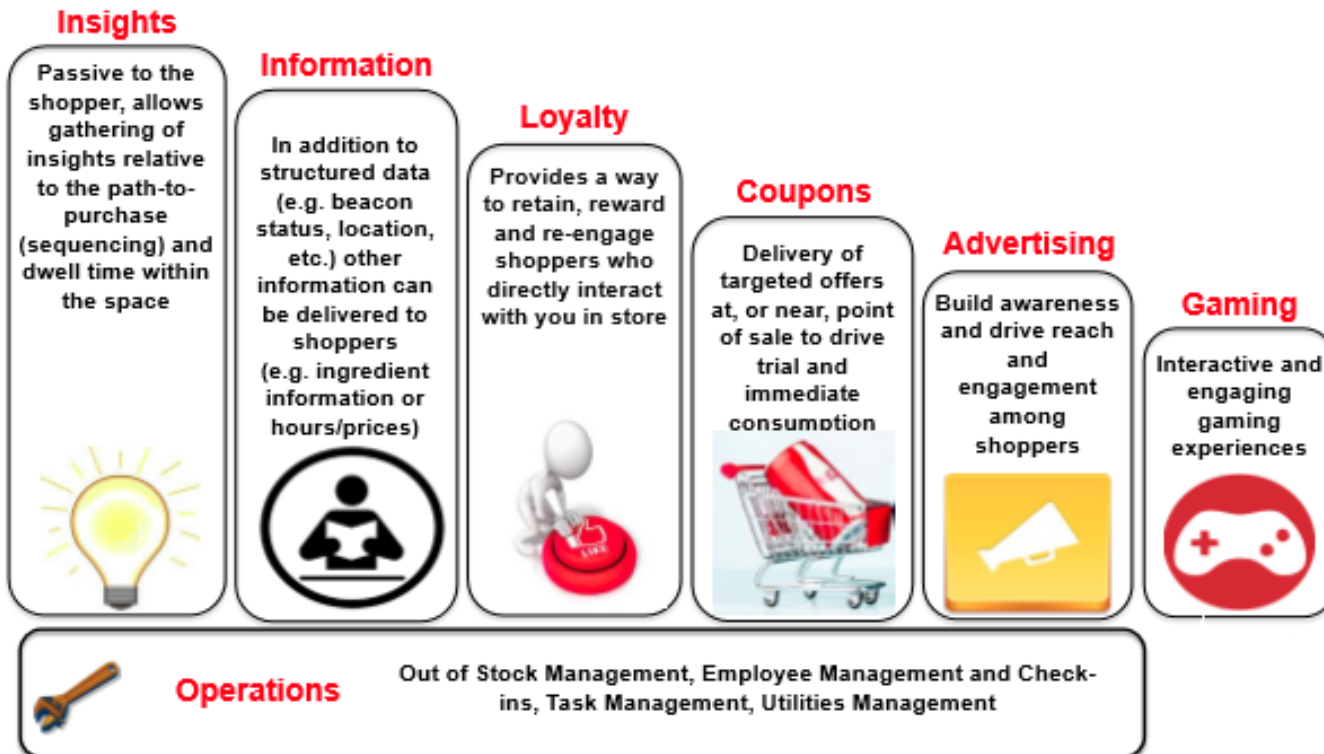 Insights
Passive to the
shopper, allows
gathering of
insights relative
to the path-to-
purchase
(sequencing) and
dwell time within
the space
Information
In addition to
structured data
(e.g. beacon
status, location,
etc.) other
information can
be delivered to
shoppers
(e.g. ingredient
information or
hours/prices)
Loyalty
Provides a way
to retain, reward
and re-engage
shoppers who
directly interact
with you in store
LIKE
Coupons
Delivery of
targeted offers
at, or near, point
of sale to drive
trial and
immediate
consumption
Advertising
Build awareness
and drive reach
and
engagement
among
shoppers
Gaming
Interactive and
engaging
gaming
experiences
Operations
Out of Stock Management, Employee Management and Check-
ins, Task Management, Utilities Management